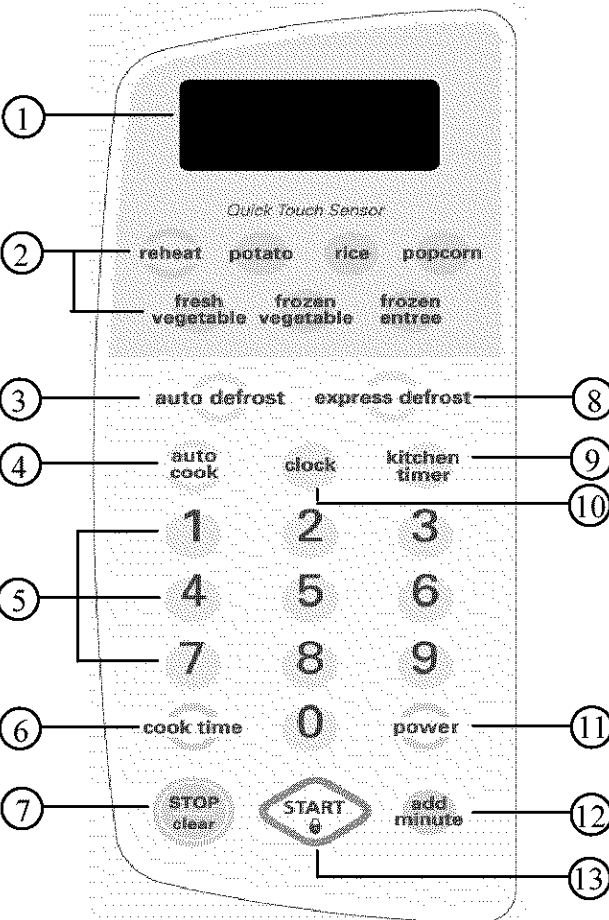 1
Quick Touch Sensor
2 reheat potato rice popcorn
fresh vegetable frozen vegetable frozen entree
3 auto defrost express defrost 8
4 auto cook clock kitchen timer 9
10
1 2 3
5 4 5 6
7 8 9
6 cook time 0 power 11
7 STOP clear START add minute 12
13